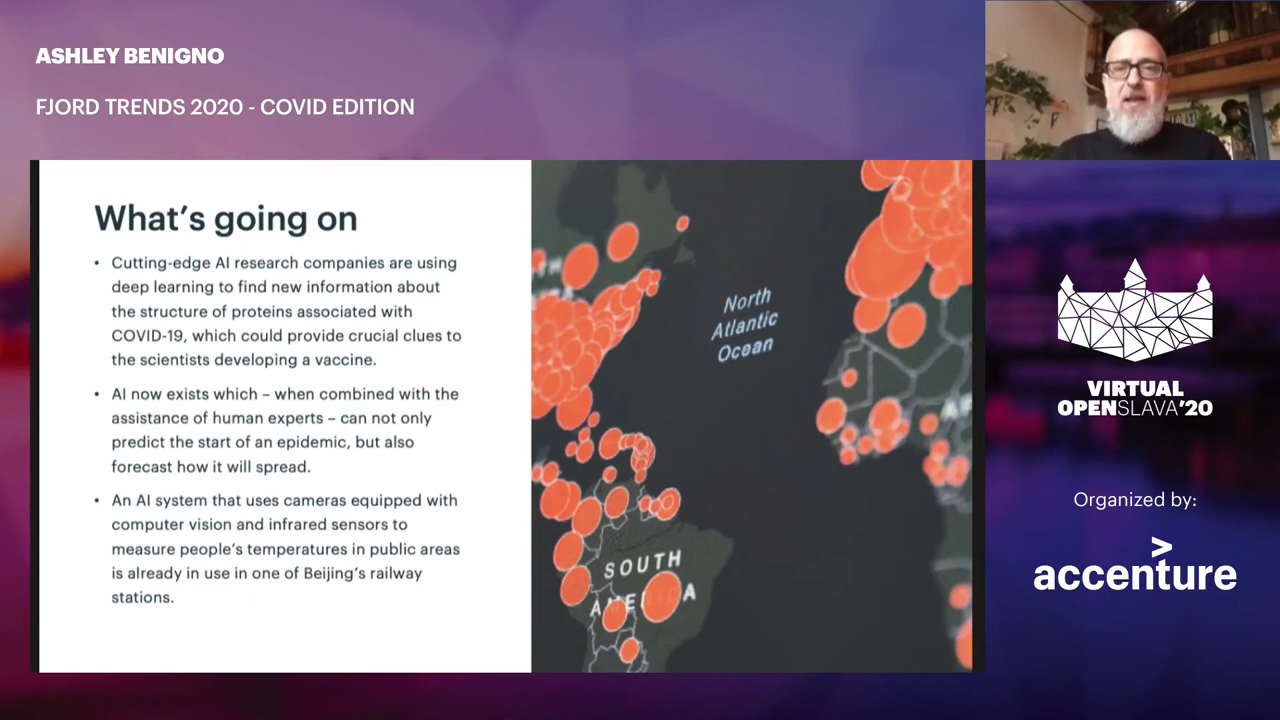 ASHLEY BENIGNO
FJORD TRENDS 2020 - COVID EDITION
What's going on
• Cutting-edge AI research companies are using
deep learning to find new information about
the structure of proteins associated with
COVID-19, which could provide crucial clues to
the scientists developing a vaccine.
• AI now exists which – when combined with the
assistance of human experts – can not only
predict the start of an epidemic, but also
forecast how it will spread.
• An AI system that uses cameras equipped with
computer vision and infrared sensors to
measure people's temperatures in public areas
is already in use in one of Beijing's railway
stations.
North
Atlantic
Ocean
SOUTH
AMERICA
VIRTUAL
OPENSLAVA'20
Organized by:
accenture